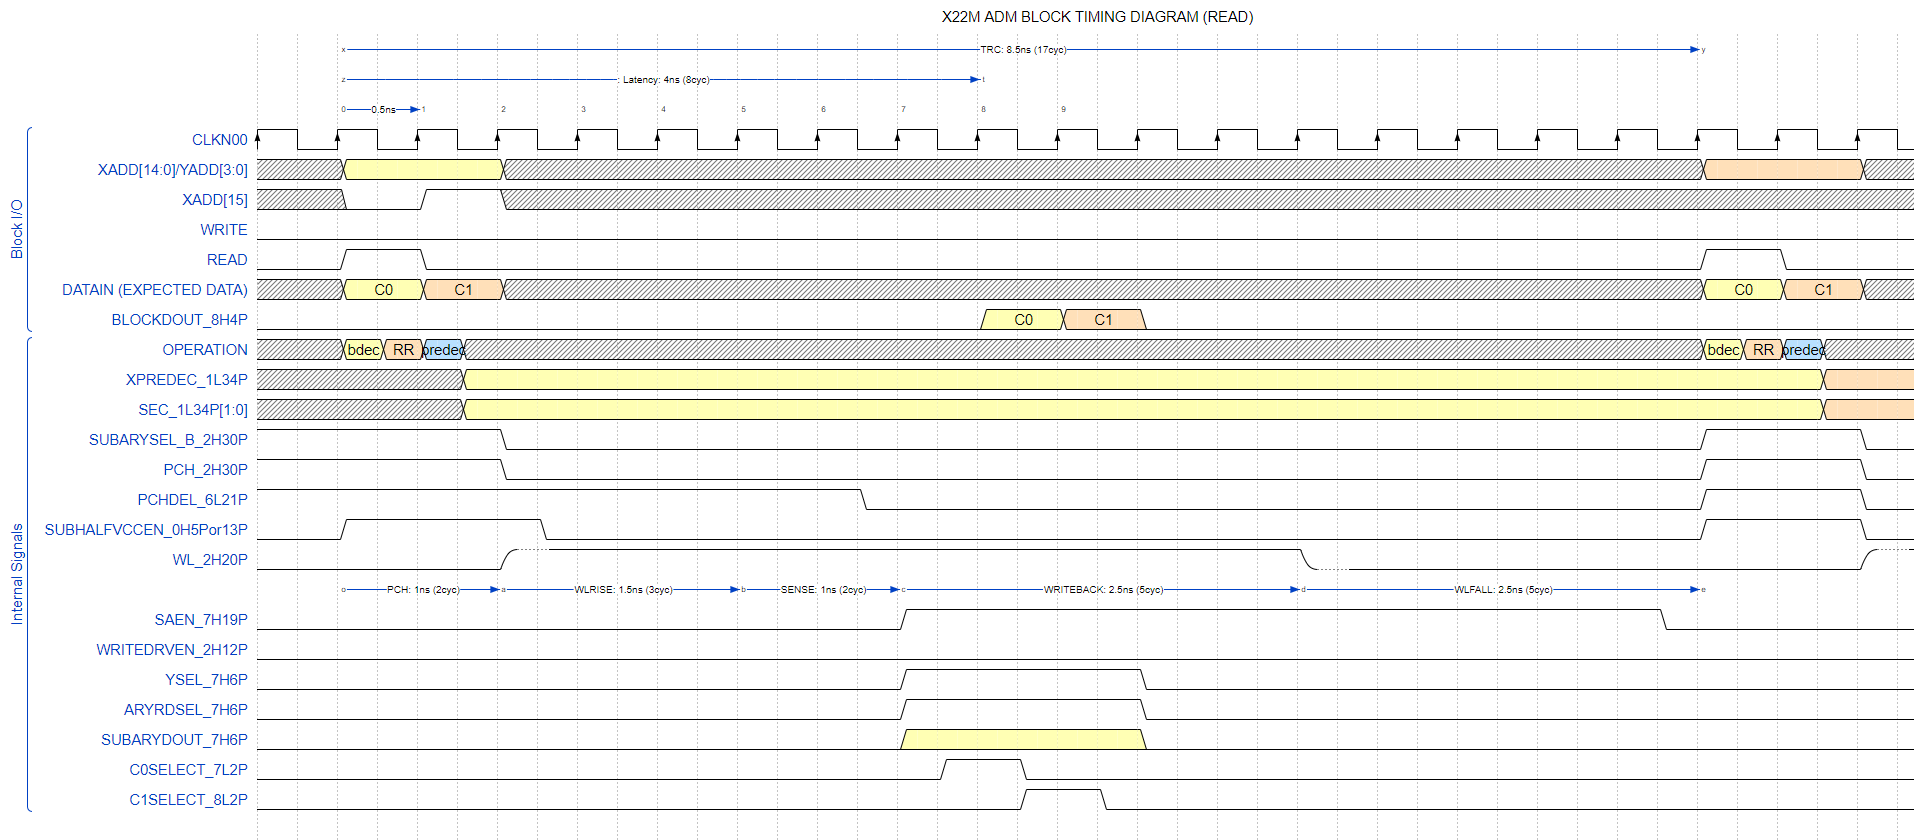 X22M ADM BLOCK TIMING DIAGRAM (READ)
x TRC: 8.5ns (17cyc) y
z : Latency: 4ns (8cyc) t
0 0.5ns 1 2 3 4 5 6 7 8 9
Block I/O
CLKN00
XADD[14:0]/YADD[3:0]
XADD[15]
WRITE
READ
DATAIN (EXPECTED DATA) C0 C1 C0 C1
BLOCKDOUT_8H4P C0 C1
Internal Signals
OPERATION bdec RR predec bdec RR predec
XPREDEC_1L34P
SEC_1L34P[1:0]
SUBARYSEL_B_2H30P
PCH_2H30P
PCHDEL_6L21P
SUBHALFVCCEN_0H5Por13P
WL_2H20P
o PCH: 1ns (2cyc) a WLRISE: 1.5ns (3cyc) b SENSE: 1ns (2cyc) c WRITEBACK: 2.5ns (5cyc) d WLFALL: 2.5ns (5cyc) e
SAEN_7H19P
WRITEDRVEN_2H12P
YSEL_7H6P
ARYRDSEL_7H6P
SUBARYDOUT_7H6P
C0SELECT_7L2P
C1SELECT_8L2P